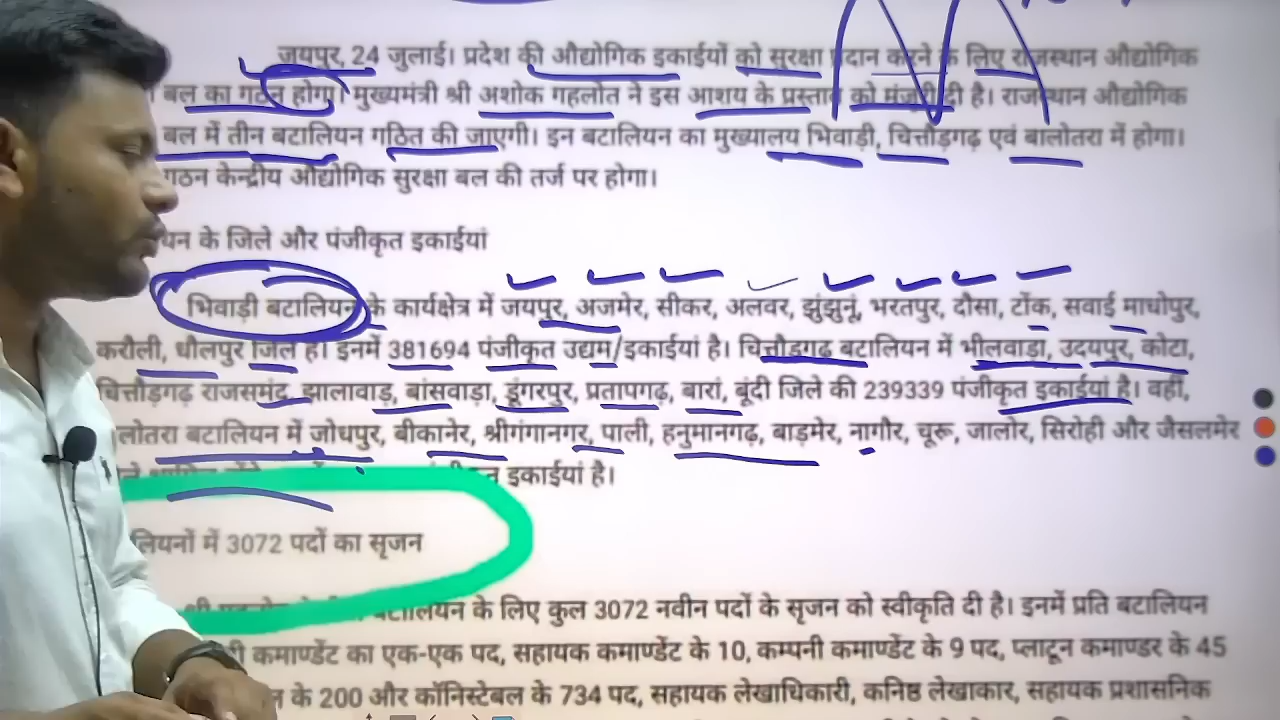 जयपुर, 24 जुलाई। प्रदेश की औद्योगिक इकाईयों को सुरक्षा प्रदान करने के लिए राजस्थान औद्योगिक
बल का गठन होगा। मुख्यमंत्री श्री अशोक गहलोत ने इस आशय के प्रस्ताव को मंजूरी दी है। राजस्थान औद्योगिक
बल में तीन बटालियन गठित की जाएगी। इन बटालियन का मुख्यालय भिवाड़ी, चित्तौड़गढ़ एवं बालोतरा में होगा।
गठन केन्द्रीय औद्योगिक सुरक्षा बल की तर्ज पर होगा।
के जिले और पंजीकृत इकाईयां
भिवाड़ी बटालियन के कार्यक्षेत्र में जयपुर, अजमेर, सीकर, अलवर, झुंझुनूं, भरतपुर, दौसा, टोंक, सवाई माधोपुर,
करौली, धौलपुर जिले है। इनमें 381694 पंजीकृत उद्यम/इकाईयां है। चित्तौड़गढ़ बटालियन में भीलवाड़ा, उदयपुर, कोटा,
चित्तौड़गढ़ राजसमंद, झालावाड़, बांसवाड़ा, डूंगरपुर, प्रतापगढ़, बारां, बूंदी जिले की 239339 पंजीकृत इकाईयां है। वहीं,
लोतरा बटालियन में जोधपुर, बीकानेर, श्रीगंगानगर, पाली, हनुमानगढ़, बाड़मेर, नागौर, चूरू, जालोर, सिरोही और जैसलमेर
इकाईयां है।
लियनों में 3072 पदों का सृजन
बटालियन के लिए कुल 3072 नवीन पदों के सृजन को स्वीकृति दी है। इनमें प्रति बटालियन
कमाण्डेंट का एक-एक पद, सहायक कमाण्डेंट के 10, कम्पनी कमाण्डेंट के 9 पद, प्लाटून कमाण्डर के 45
के 200 और कॉनिस्टेबल के 734 पद, सहायक लेखाधिकारी, कनिष्ठ लेखाकार, सहायक प्रशासनिक